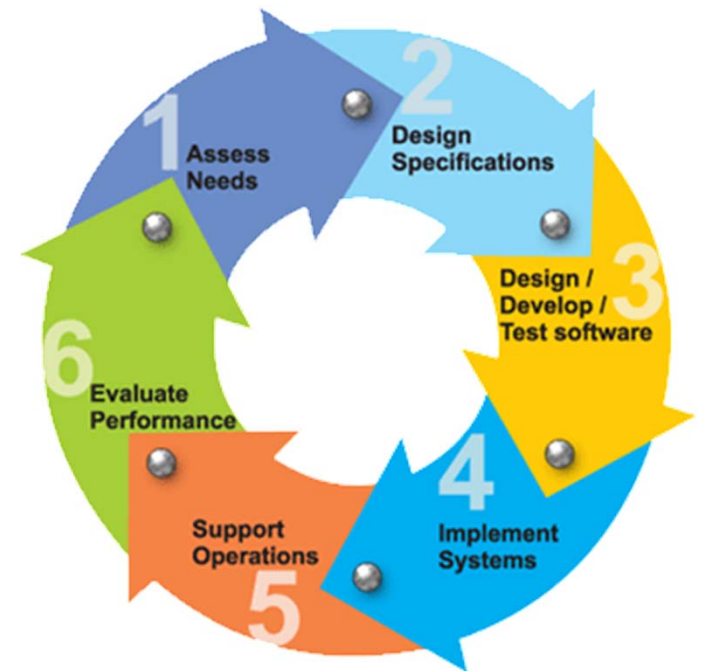 1
Assess
Needs
2
Design
Specifications
3
Design /
Develop /
Test software
4
Implement
Systems
5
Support
Operations
6
Evaluate
Performance